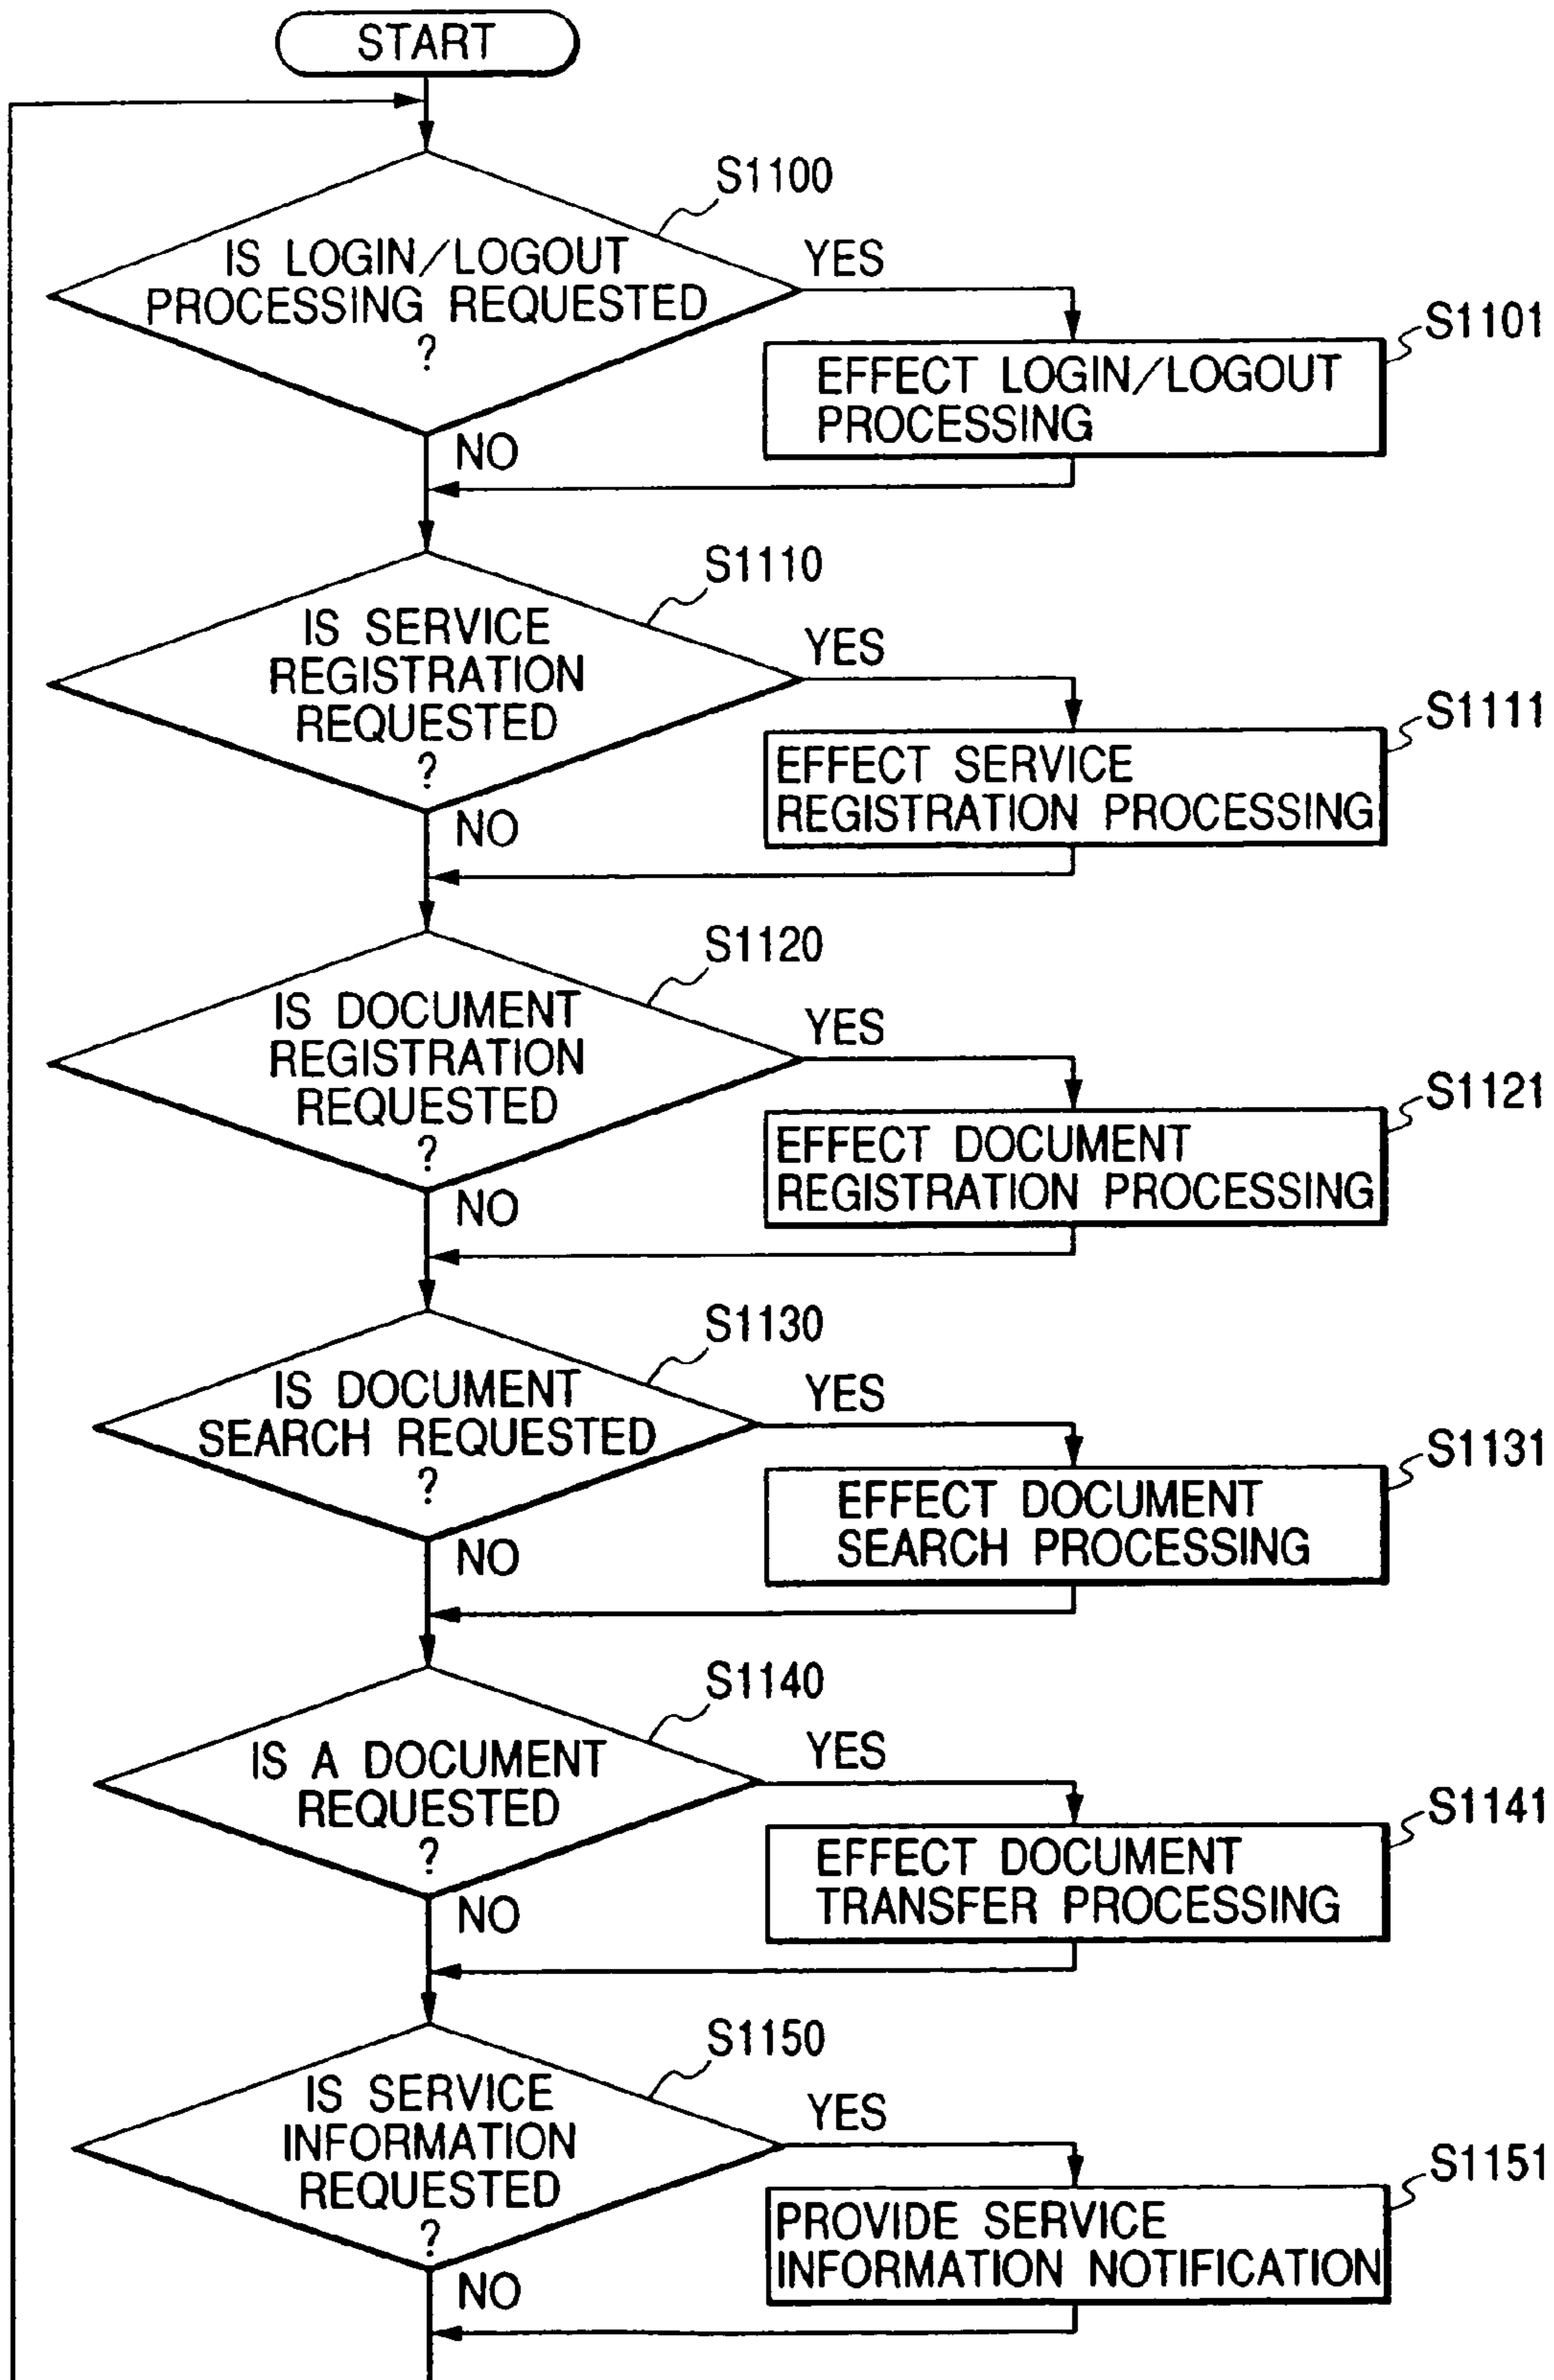 START
S1100
IS LOGIN/LOGOUT
PROCESSING REQUESTED
?
YES
NO
S1101
EFFECT LOGIN/LOGOUT
PROCESSING
S1110
IS SERVICE
REGISTRATION
REQUESTED
?
YES
NO
S1111
EFFECT SERVICE
REGISTRATION PROCESSING
S1120
IS DOCUMENT
REGISTRATION
REQUESTED
?
YES
NO
S1121
EFFECT DOCUMENT
REGISTRATION PROCESSING
S1130
IS DOCUMENT
SEARCH REQUESTED
?
YES
NO
S1131
EFFECT DOCUMENT
SEARCH PROCESSING
S1140
IS A DOCUMENT
REQUESTED
?
YES
NO
S1141
EFFECT DOCUMENT
TRANSFER PROCESSING
S1150
IS SERVICE
INFORMATION
REQUESTED
?
YES
NO
S1151
PROVIDE SERVICE
INFORMATION NOTIFICATION